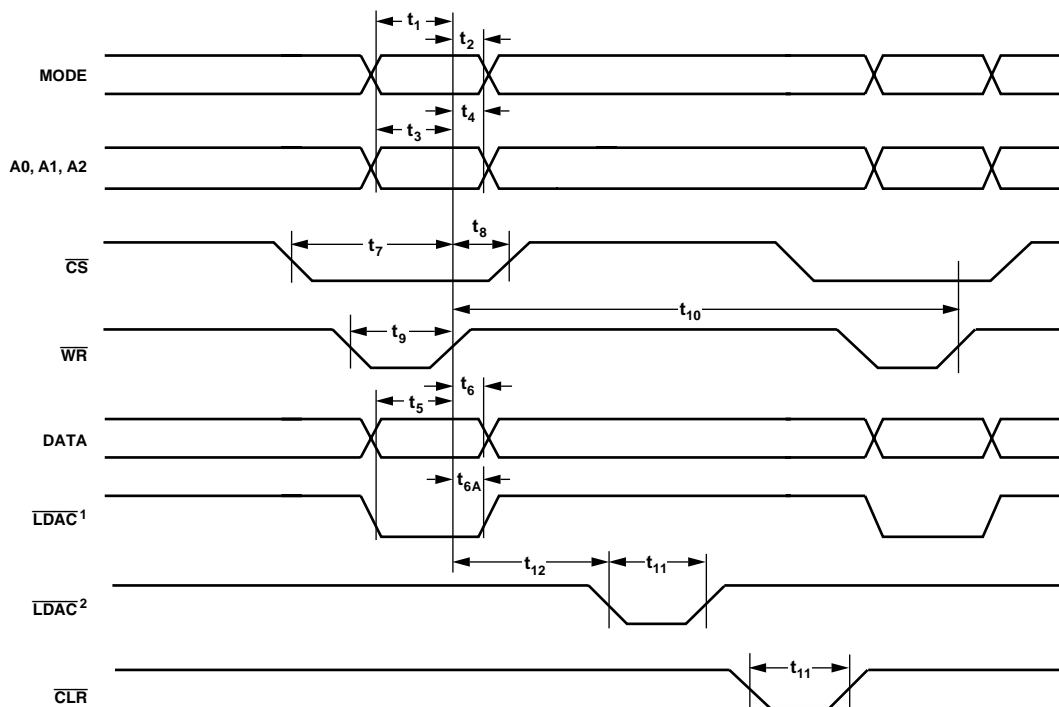 t1
t2
MODE
t4
t3
A0, A1, A2
t7
t8
CS
t10
t9
WR
t6
t5
DATA
t6A
LDAC1
t12
t11
LDAC2
t11
CLR